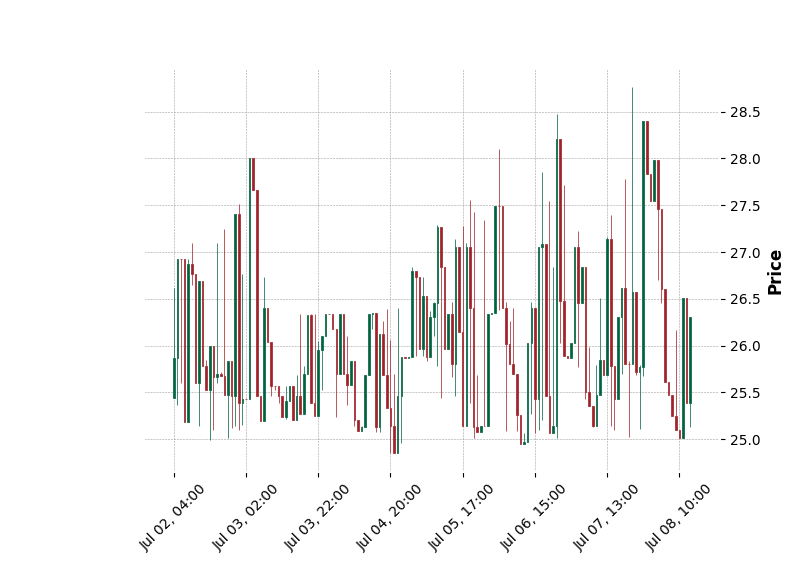 28.5
28.0
27.5
27.0
26.5
26.0
25.5
25.0
Price
Jul 02, 04:00
Jul 03, 02:00
Jul 03, 22:00
Jul 04, 20:00
Jul 05, 17:00
Jul 06, 15:00
Jul 07, 13:00
Jul 08, 10:00